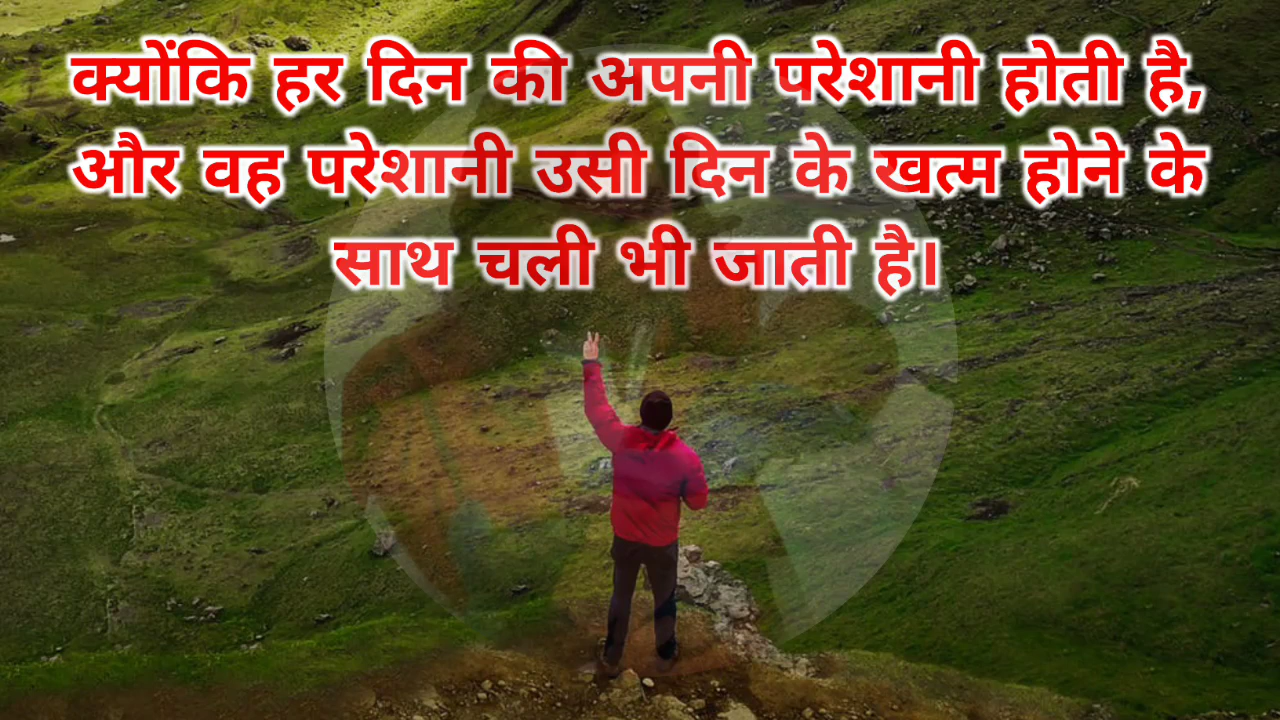 क्योंकि हर दिन की अपनी परेशानी होती है,
और वह परेशानी उसी दिन के खत्म होने के
साथ चली भी जाती है।